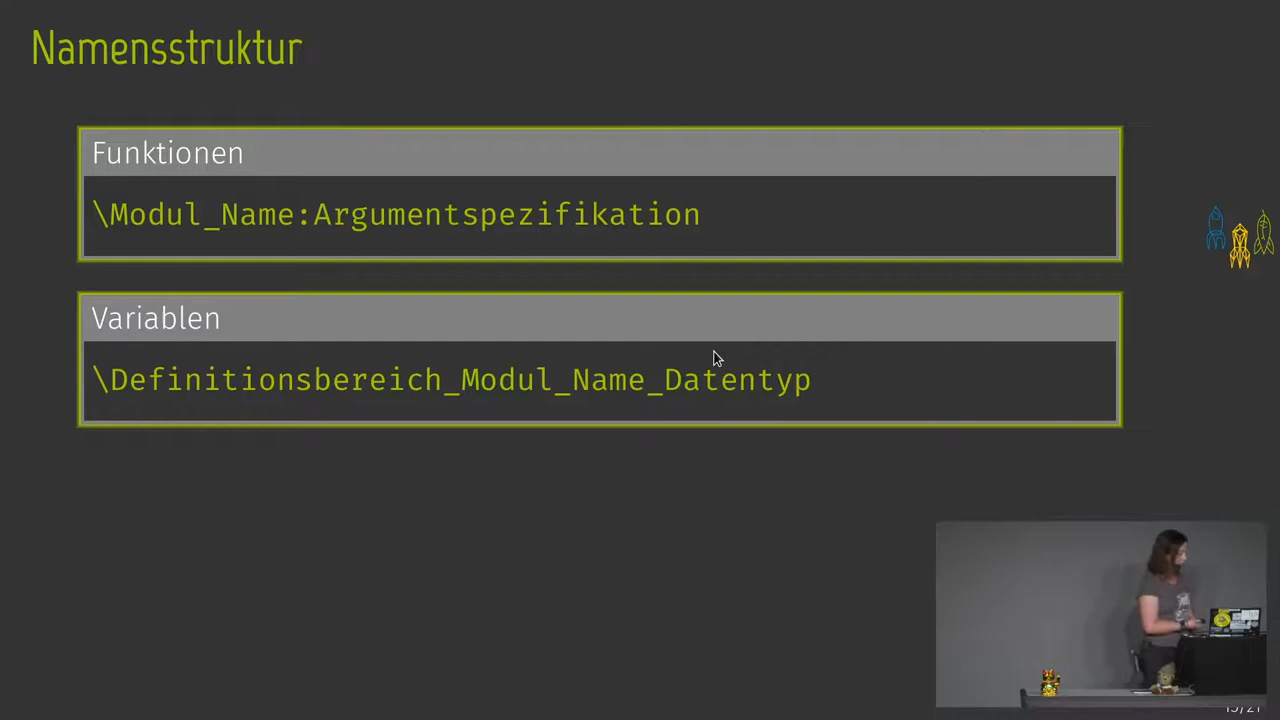 Namensstruktur
Funktionen
\Modul_Name:Argumentspezifikation
Variablen
\Definitionsbereich_Modul_Name_Datentyp